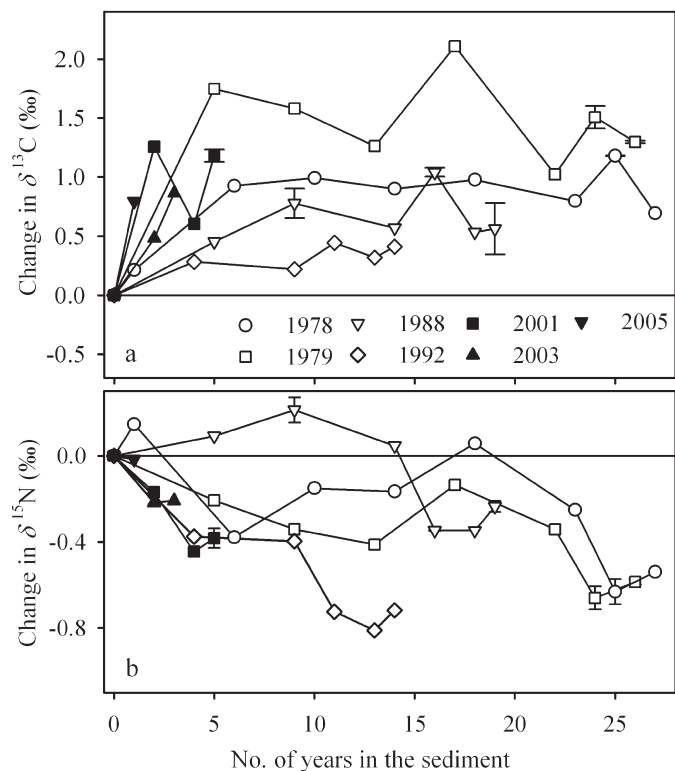 Change in δ¹³C (‰)
2.0
1.5
1.0
0.5
0.0
-0.5
1978 1988 2001 2005
1979 1992 2003
a
Change in δ¹⁵N (‰)
0.0
-0.4
-0.8
b
0 5 10 15 20 25
No. of years in the sediment